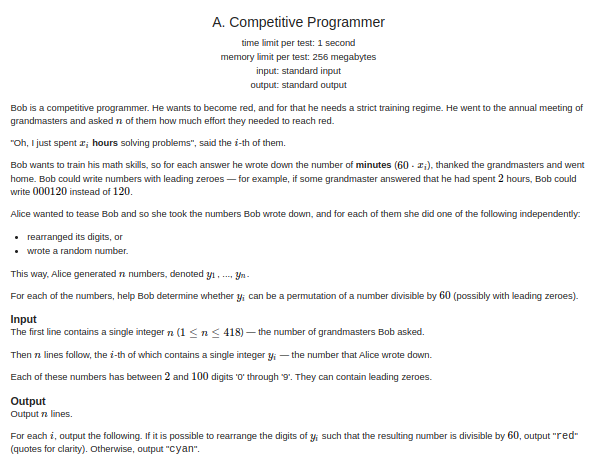 A. Competitive Programmer
time limit per test: 1 second
memory limit per test: 256 megabytes
input: standard input
output: standard output
Bob is a competitive programmer. He wants to become red, and for that he needs a strict training regime. He went to the annual meeting of
grandmasters and asked n of them how much effort they needed to reach red.
"Oh, I just spent xᵢ hours solving problems", said the i-th of them.
Bob wants to train his math skills, so for each answer he wrote down the number of minutes (60 · xᵢ), thanked the grandmasters and went
home. Bob could write numbers with leading zeroes — for example, if some grandmaster answered that he had spent 2 hours, Bob could
write 000120 instead of 120.
Alice wanted to tease Bob and so she took the numbers Bob wrote down, and for each of them she did one of the following independently:
• rearranged its digits, or
• wrote a random number.
This way, Alice generated n numbers, denoted y₁, ..., yₙ.
For each of the numbers, help Bob determine whether yᵢ can be a permutation of a number divisible by 60 (possibly with leading zeroes).
Input
The first line contains a single integer n (1 ≤ n ≤ 418) — the number of grandmasters Bob asked.
Then n lines follow, the i-th of which contains a single integer yᵢ — the number that Alice wrote down.
Each of these numbers has between 2 and 100 digits '0' through '9'. They can contain leading zeroes.
Output
Output n lines.
For each i, output the following. If it is possible to rearrange the digits of yᵢ such that the resulting number is divisible by 60, output "red"
(quotes for clarity). Otherwise, output "cyan".